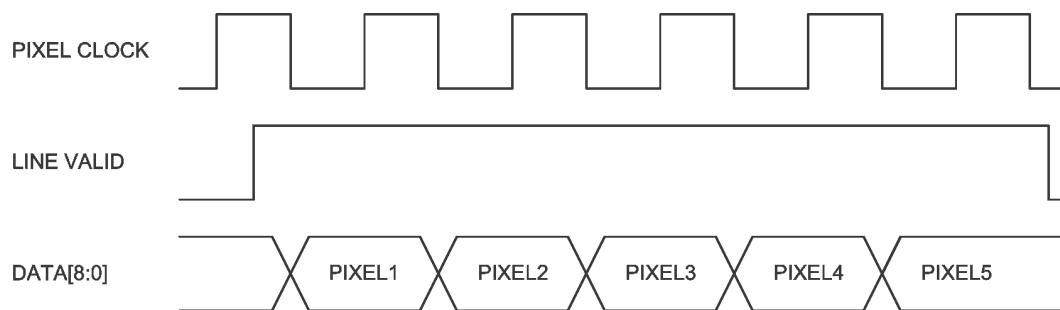 PIXEL CLOCK
LINE VALID
DATA[8:0]
PIXEL1 PIXEL2 PIXEL3 PIXEL4 PIXEL5